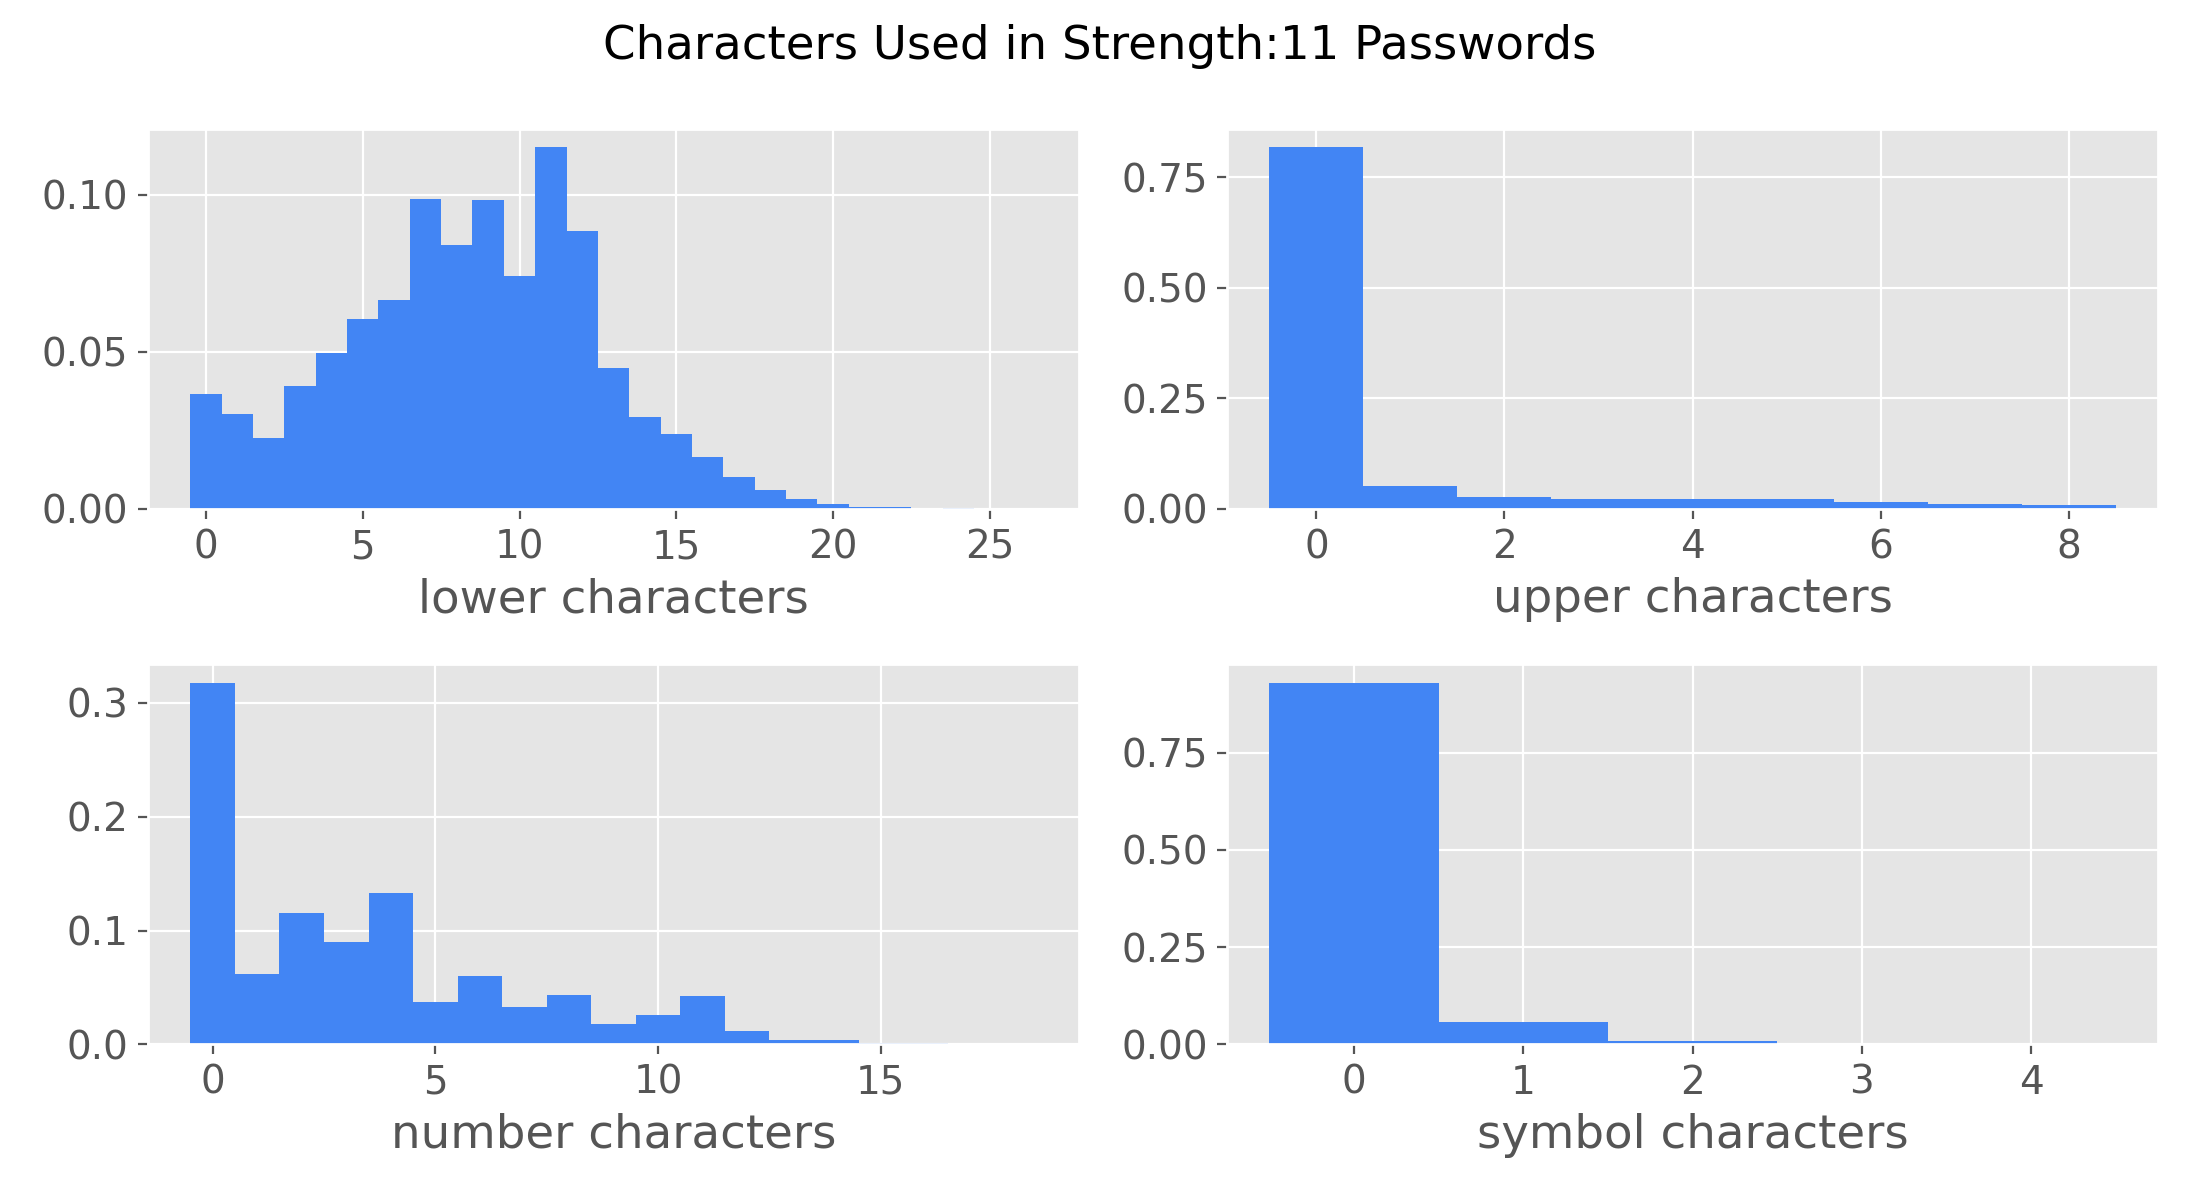 Characters Used in Strength:11 Passwords
0.10
0.05
0.00
0 5 10 15 20 25
lower characters
0.75
0.50
0.25
0.00
0 2 4 6 8
upper characters
0.3
0.2
0.1
0.0
0 5 10 15
number characters
0.75
0.50
0.25
0.00
0 1 2 3 4
symbol characters